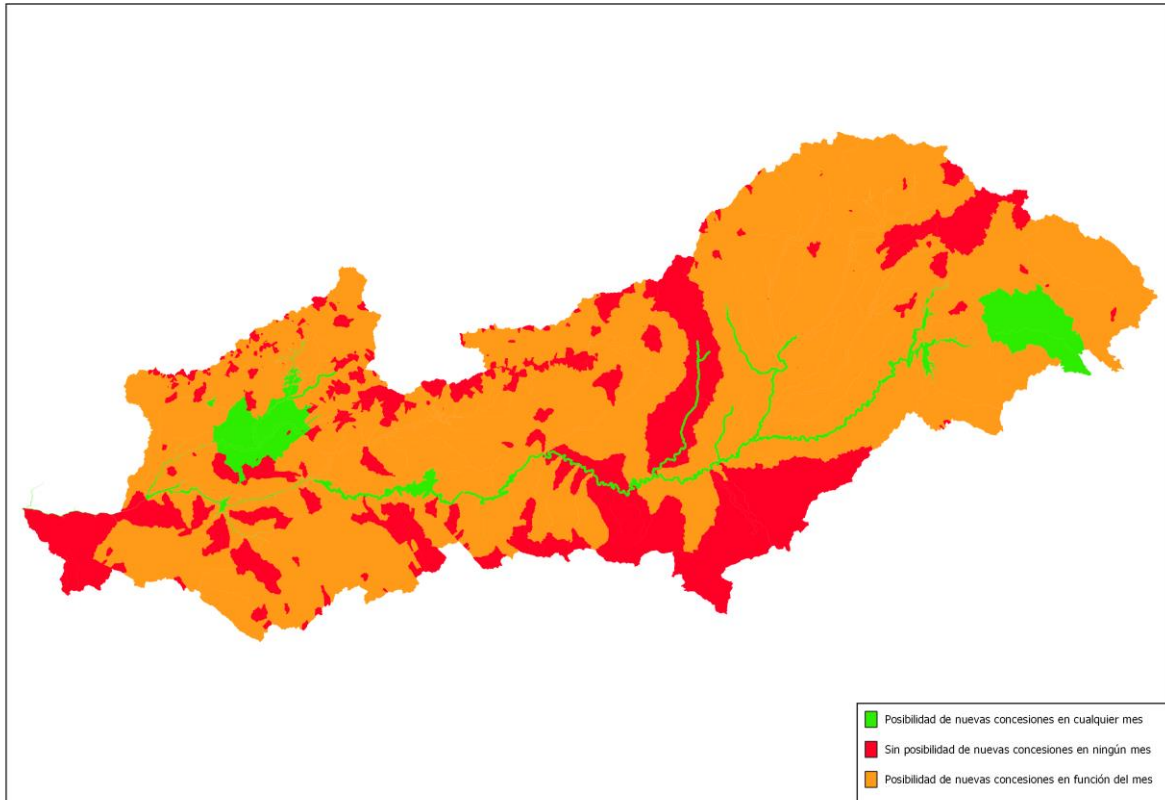 Posibilidad de nuevas concesiones en cualquier mes
Sin posibilidad de nuevas concesiones en ningún mes
Posibilidad de nuevas concesiones en función del mes